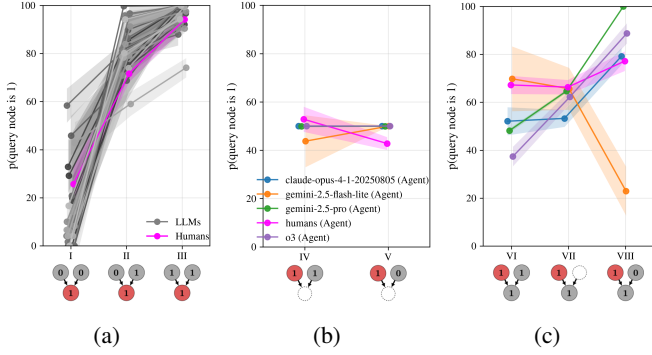 100
80
60
40
20
0
p(query node is 1)
LLMs
Humans
I
II
III
0 0
1
0 1
1
1 1
1
(a)
100
80
60
40
20
0
p(query node is 1)
claude-opus-4-1-20250805 (Agent)
gemini-2.5-flash-lite (Agent)
gemini-2.5-pro (Agent)
humans (Agent)
o3 (Agent)
IV
V
1 1
1 0
(b)
100
80
60
40
20
0
p(query node is 1)
VI
VII
VIII
1 1
1
1
1
1 0
1
(c)